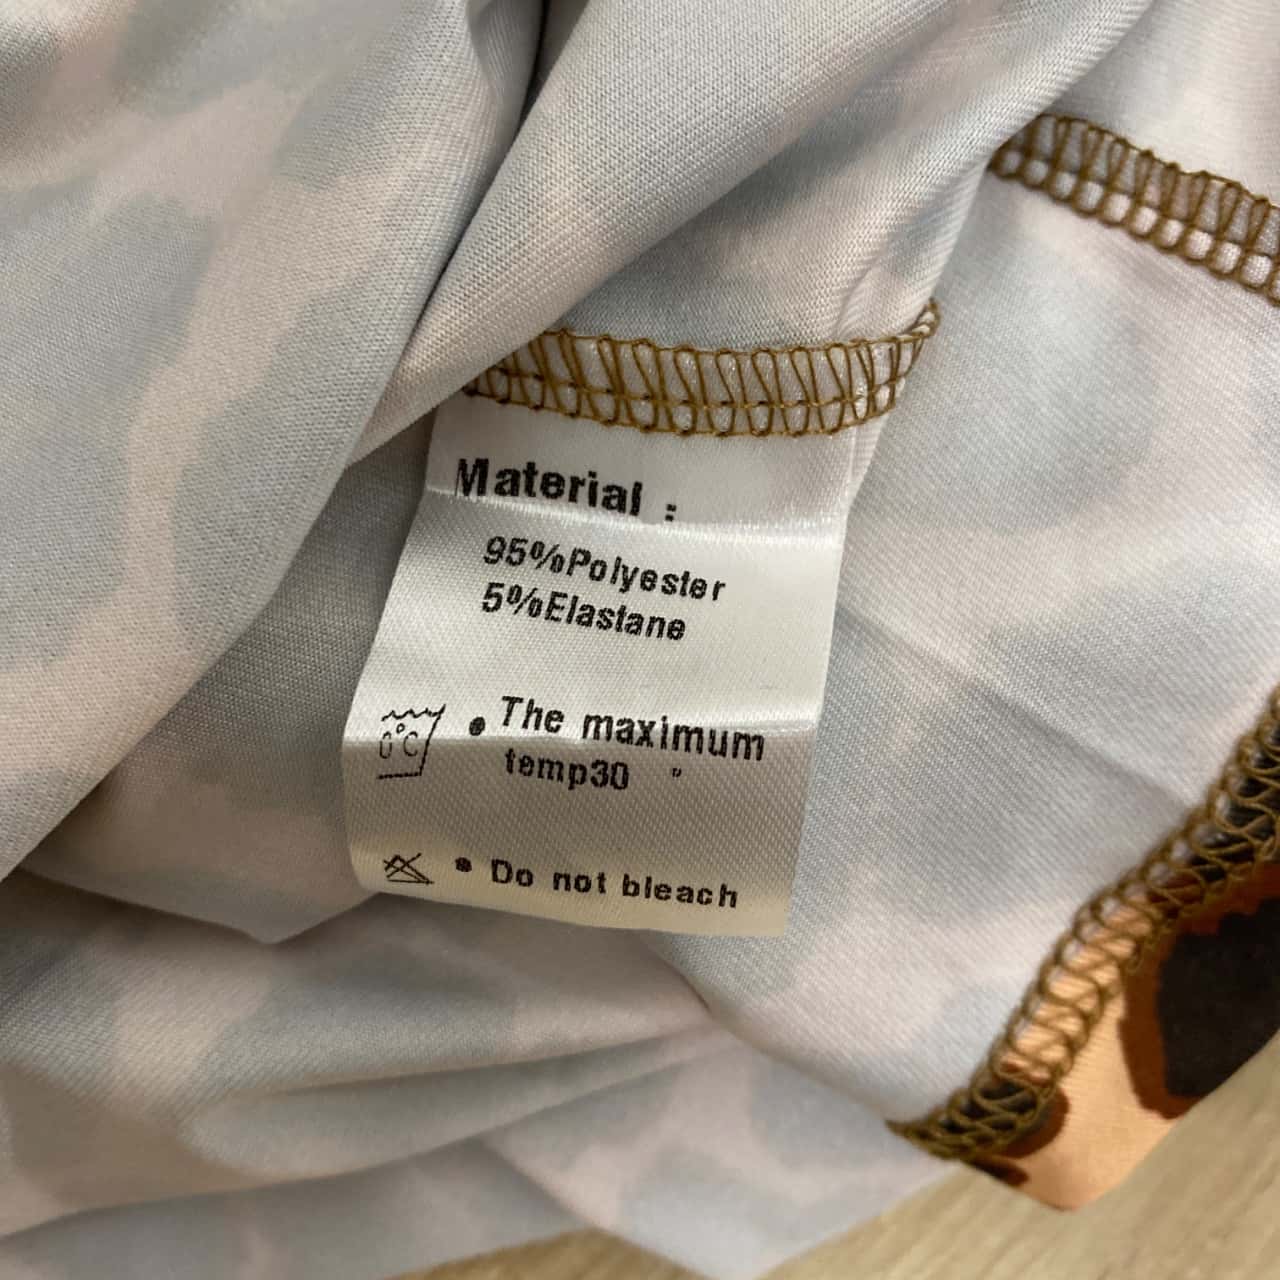 Material :
95%Polyester
5%Elastane
0°C • The maximum
temp30 °
• Do not bleach